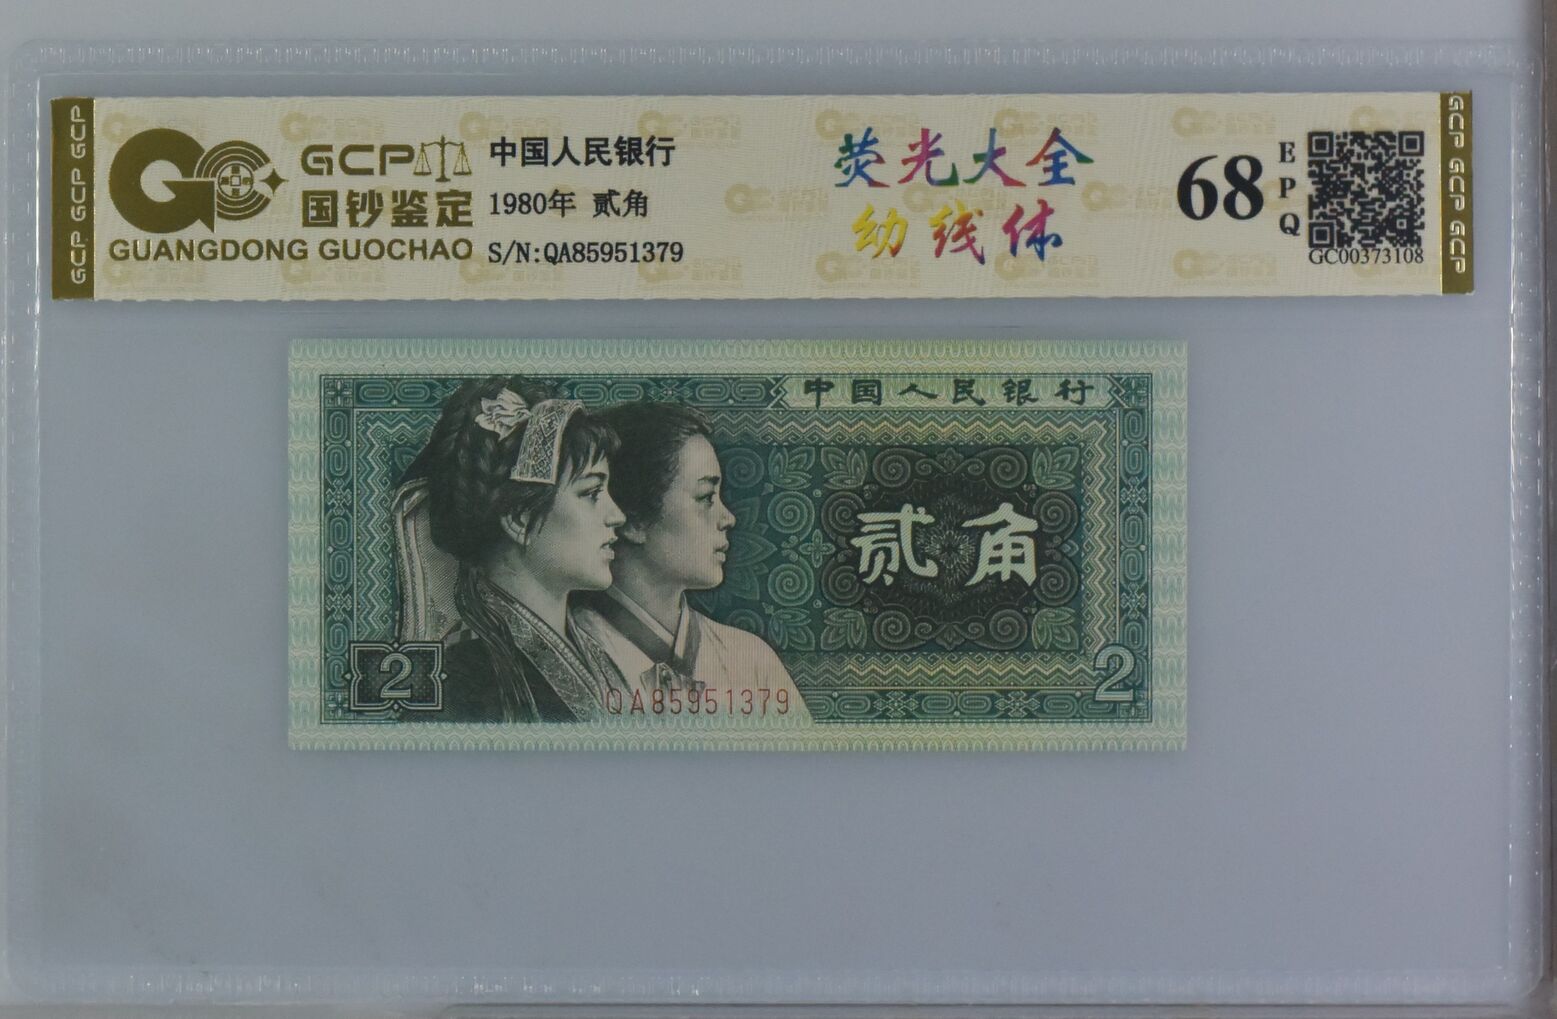 GCP GCP GCP
GCP
国钞鉴定
GUANGDONG GUOCHAO
中国人民银行
1980年 贰角
S/N:QA85951379
荧光大全
幼线体
68
EPQ
GC00373108
GCP GCP GCP
中国人民银行
贰角
2
2
QA85951379